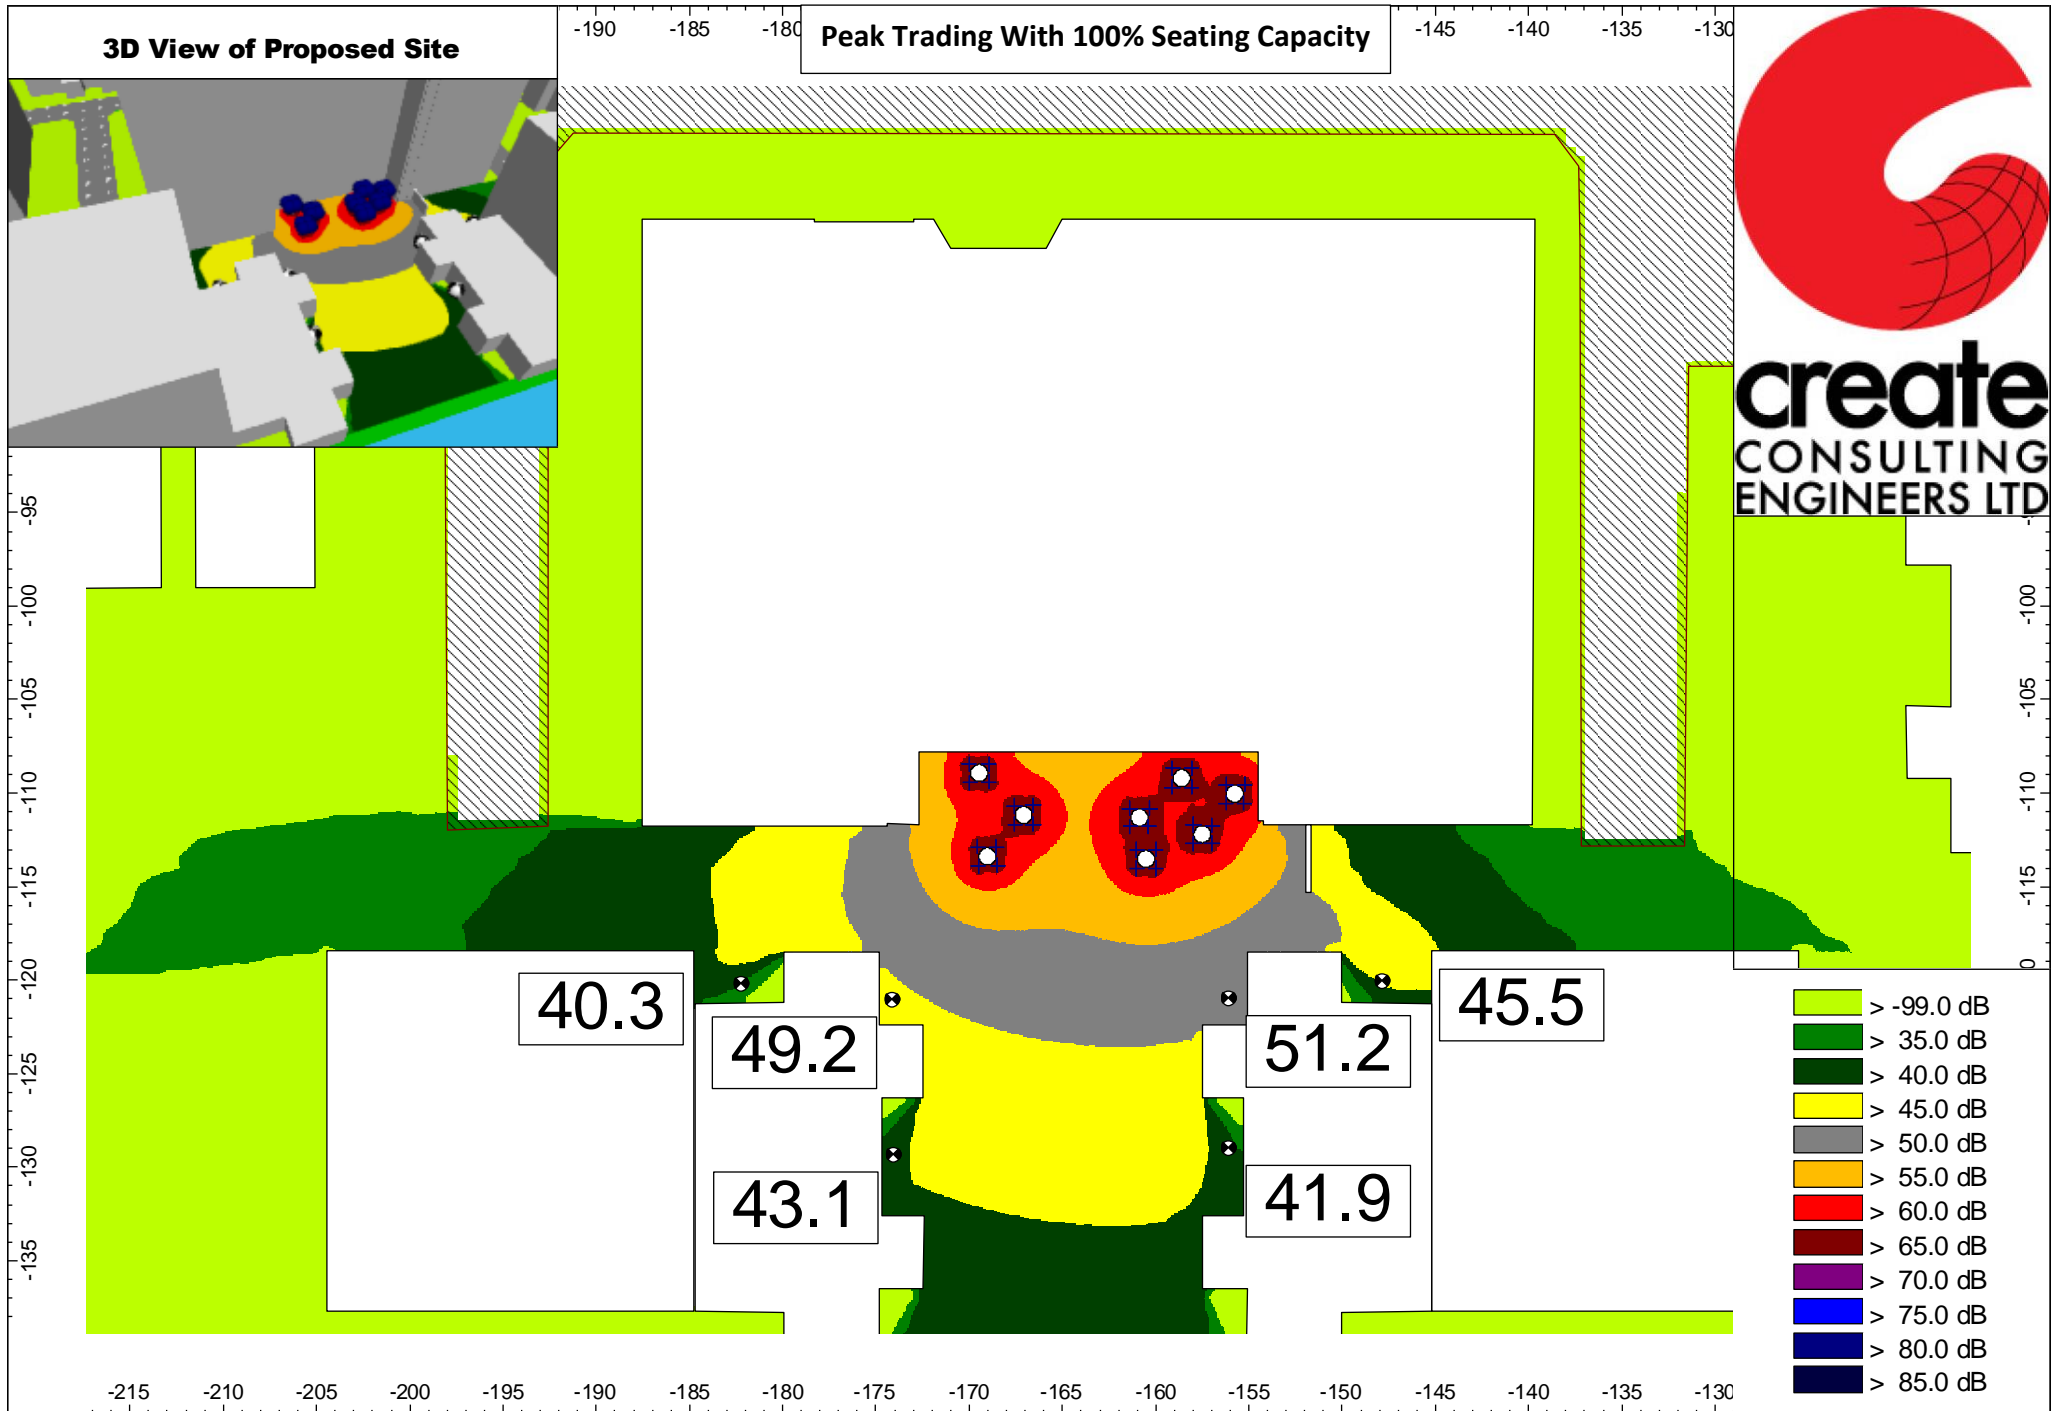 3D View of Proposed Site
-190 -185 -180
Peak Trading With 100% Seating Capacity
-145 -140 -135 -130
create
CONSULTING
ENGINEERS LTD
-95
-100
-105
-110
-115
-120
-125
-130
-135
-100
-105
-110
-115
0
40.3
49.2
51.2
45.5
43.1
41.9
> -99.0 dB
> 35.0 dB
> 40.0 dB
> 45.0 dB
> 50.0 dB
> 55.0 dB
> 60.0 dB
> 65.0 dB
> 70.0 dB
> 75.0 dB
> 80.0 dB
> 85.0 dB
-215 -210 -205 -200 -195 -190 -185 -180 -175 -170 -165 -160 -155 -150 -145 -140 -135 -130